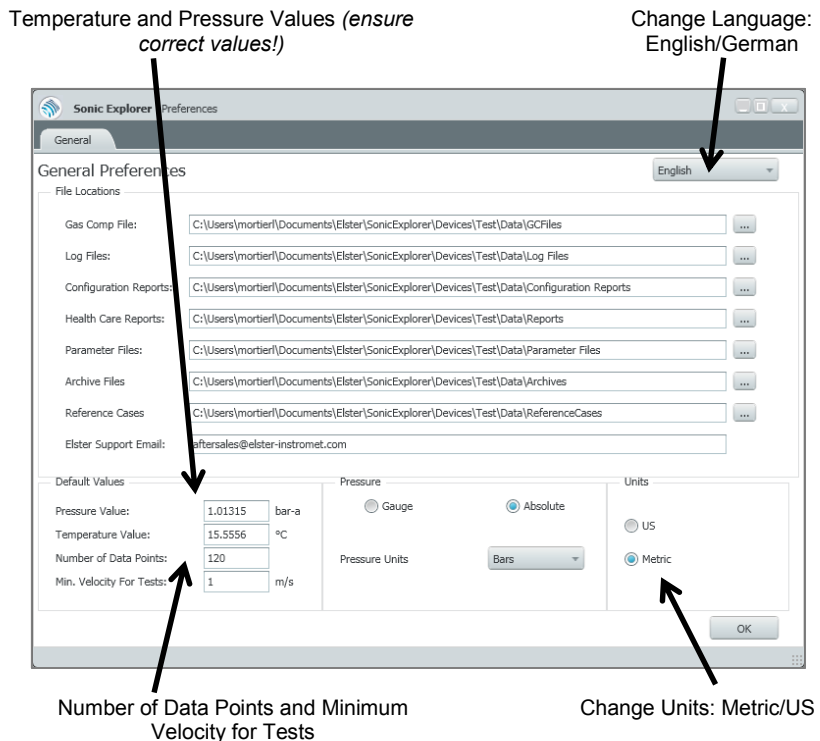 Temperature and Pressure Values (ensure
correct values!)
Change Language:
English/German
Sonic Explorer Preferences
General
General Preferences
English
File Locations
Gas Comp File: C:\Users\mortierl\Documents\Elster\SonicExplorer\Devices\Test\Data\GCFiles ...
Log Files: C:\Users\mortierl\Documents\Elster\SonicExplorer\Devices\Test\Data\Log Files ...
Configuration Reports: C:\Users\mortierl\Documents\Elster\SonicExplorer\Devices\Test\Data\Configuration Reports ...
Health Care Reports: C:\Users\mortierl\Documents\Elster\SonicExplorer\Devices\Test\Data\Reports ...
Parameter Files: C:\Users\mortierl\Documents\Elster\SonicExplorer\Devices\Test\Data\Parameter Files ...
Archive Files C:\Users\mortierl\Documents\Elster\SonicExplorer\Devices\Test\Data\Archives ...
Reference Cases C:\Users\mortierl\Documents\Elster\SonicExplorer\Devices\Test\Data\ReferenceCases ...
Elster Support Email: aftersales@elster-instromet.com
Default Values
Pressure Value: 1.01315 bar-a
Temperature Value: 15.5556 °C
Number of Data Points: 120
Min. Velocity For Tests: 1 m/s
Pressure
Gauge Absolute
Pressure Units Bars
Units
US
Metric
OK
Number of Data Points and Minimum
Velocity for Tests
Change Units: Metric/US